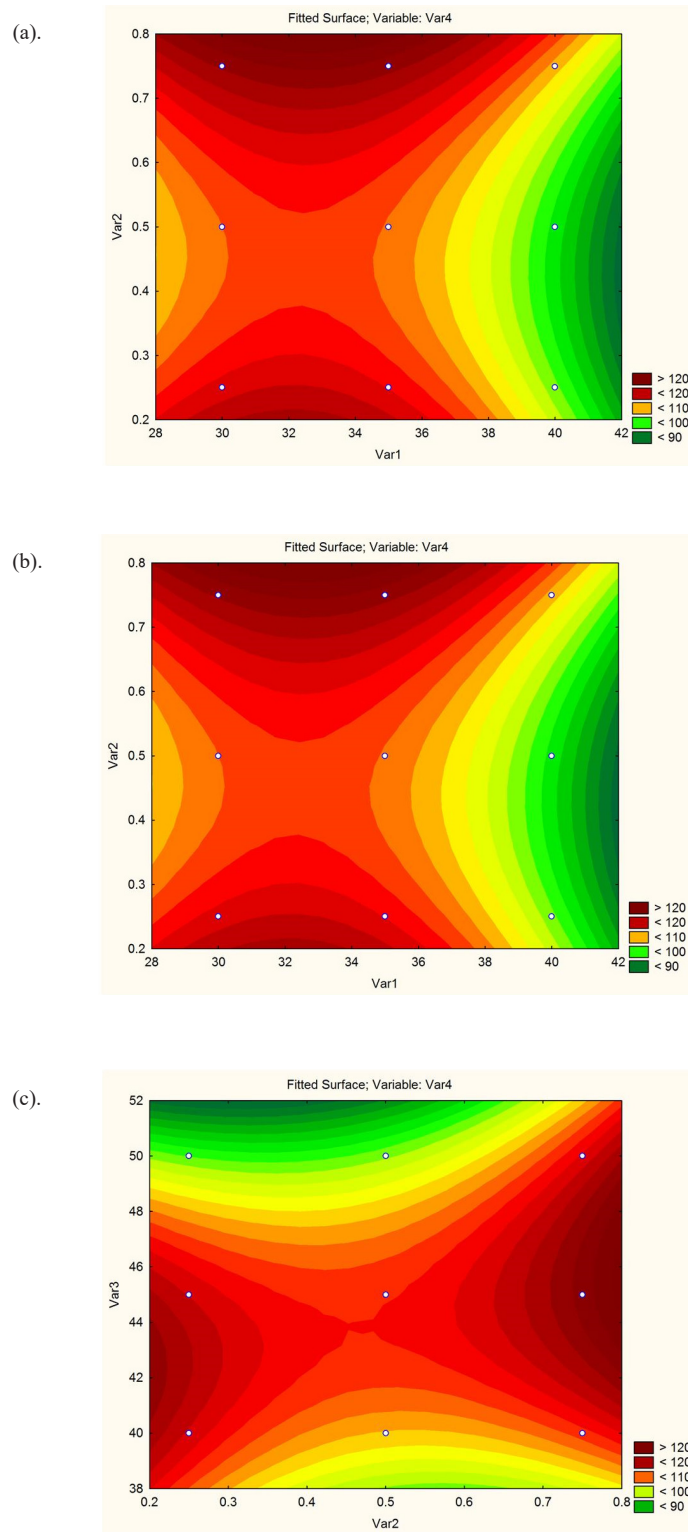 (a).
Fitted Surface; Variable: Var4
0.8
0.7
0.6
0.5
0.4
0.3
0.2
Var2
28 30 32 34 36 38 40 42
Var1
> 120
< 120
< 110
< 100
< 90
(b).
Fitted Surface; Variable: Var4
0.8
0.7
0.6
0.5
0.4
0.3
0.2
Var2
28 30 32 34 36 38 40 42
Var1
> 120
< 120
< 110
< 100
< 90
(c).
Fitted Surface; Variable: Var4
52
50
48
46
44
42
40
38
Var3
0.2 0.3 0.4 0.5 0.6 0.7 0.8
Var2
> 120
< 120
< 110
< 100
< 90